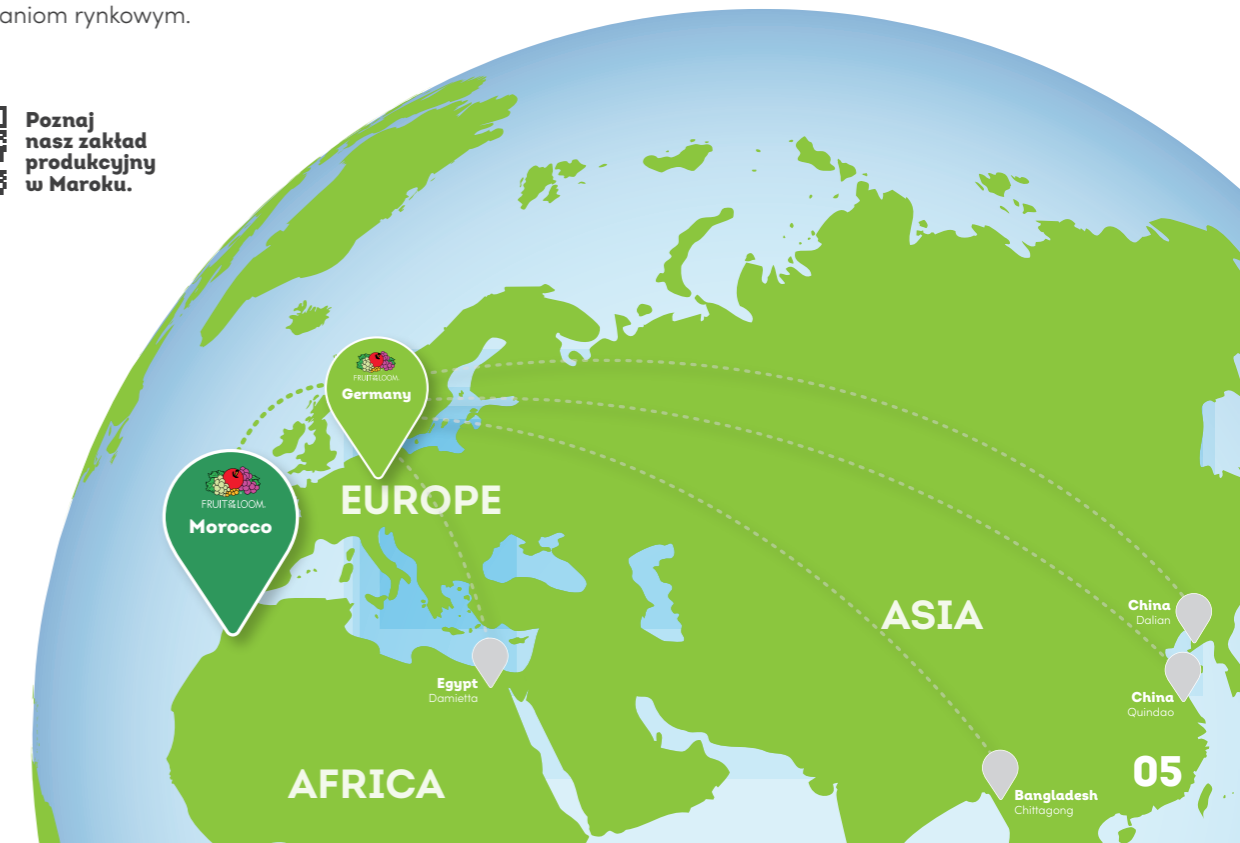 aniom rynkowym.
Poznaj
nasz zakład
produkcyjny
w Maroku.
FRUIT OF THE LOOM.
Germany
FRUIT OF THE LOOM.
Morocco
EUROPE
ASIA
China
Dalian
Egypt
Damietta
China
Quindao
AFRICA
05
Bangladesh
Chittagong